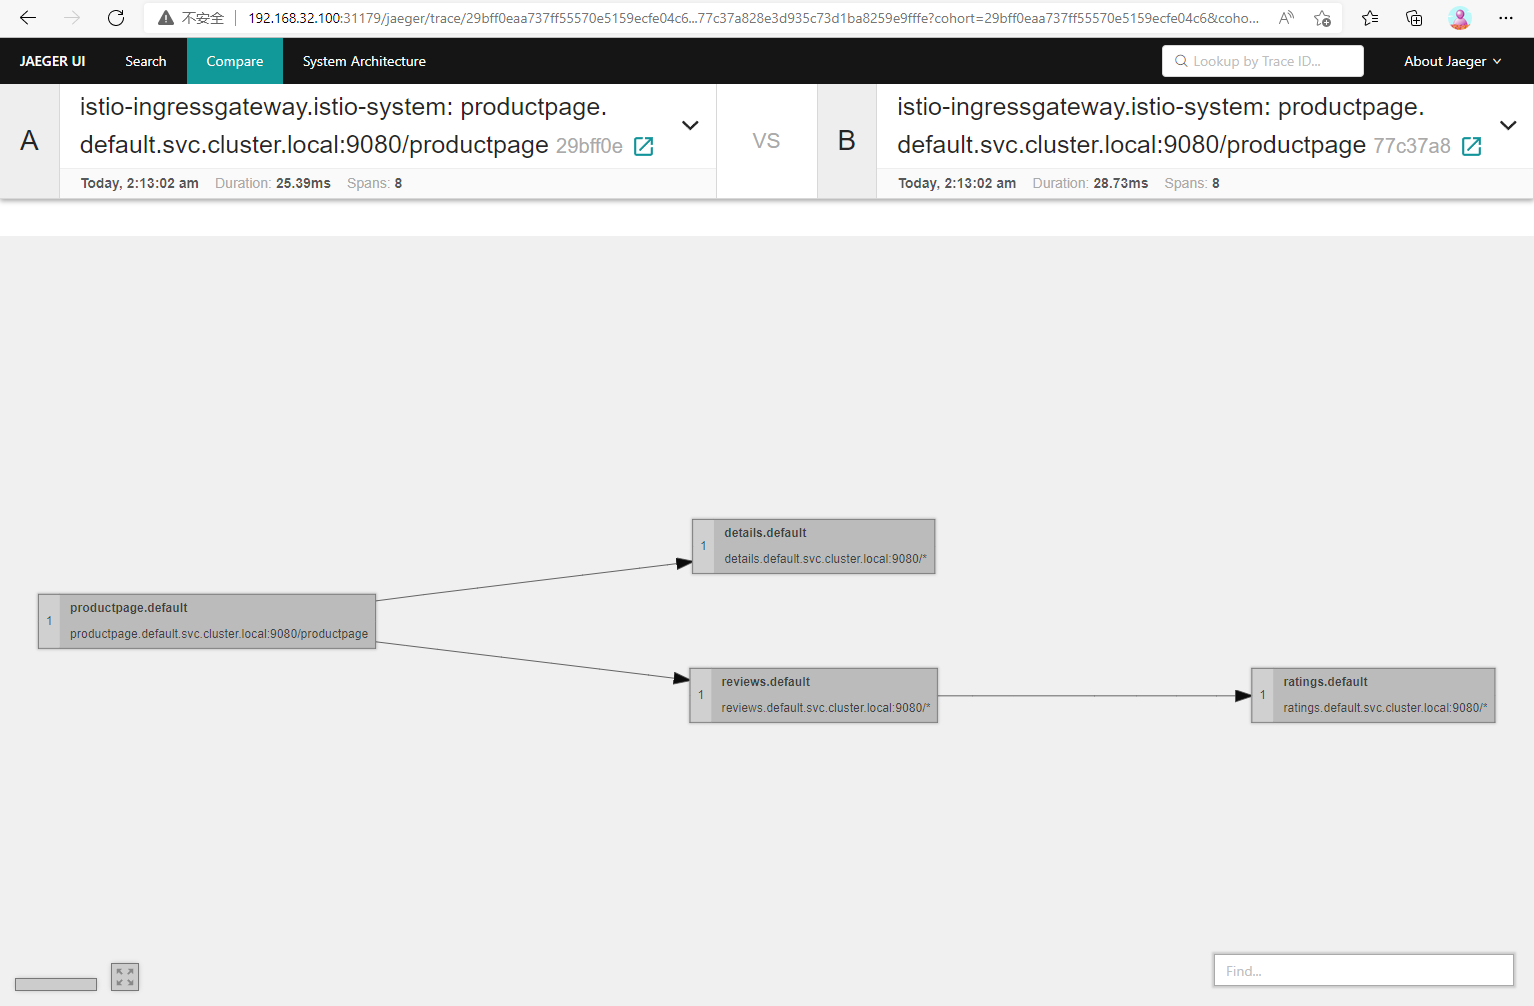 不安全 192.168.32.100:31179/jaeger/trace/29bff0eaa737ff55570e5159ecfe04c6...77c37a828e3d935c73d1ba8259e9fffe?cohort=29bff0eaa737ff55570e5159ecfe04c6&coho...
JAEGER UI Search Compare System Architecture Lookup by Trace ID... About Jaeger
A
istio-ingressgateway.istio-system: productpage.
default.svc.cluster.local:9080/productpage 29bff0e
Today, 2:13:02 am Duration: 25.39ms Spans: 8
VS
B
istio-ingressgateway.istio-system: productpage.
default.svc.cluster.local:9080/productpage 77c37a8
Today, 2:13:02 am Duration: 28.73ms Spans: 8
1
details.default
details.default.svc.cluster.local:9080/*
1
productpage.default
productpage.default.svc.cluster.local:9080/productpage
1
reviews.default
reviews.default.svc.cluster.local:9080/*
1
ratings.default
ratings.default.svc.cluster.local:9080/*
Find...